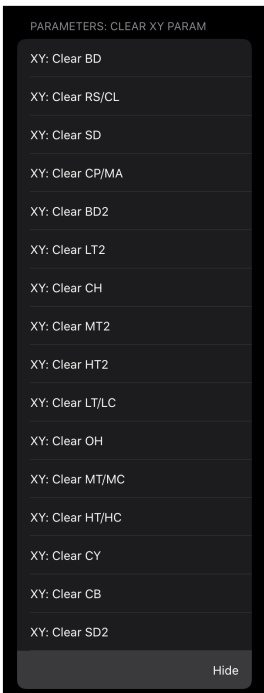 PARAMETERS: CLEAR XY PARAM
XY: Clear BD
XY: Clear RS/CL
XY: Clear SD
XY: Clear CP/MA
XY: Clear BD2
XY: Clear LT2
XY: Clear CH
XY: Clear MT2
XY: Clear HT2
XY: Clear LT/LC
XY: Clear OH
XY: Clear MT/MC
XY: Clear HT/HC
XY: Clear CY
XY: Clear CB
XY: Clear SD2
Hide